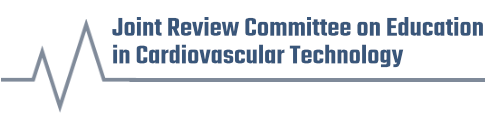 Joint Review Committee on Education
in Cardiovascular Technology